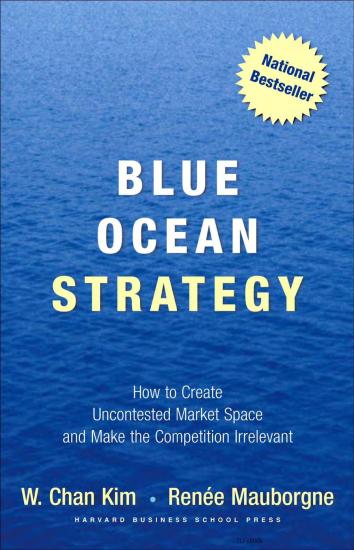 National
Bestseller
BLUE
OCEAN
STRATEGY
How to Create
Uncontested Market Space
and Make the Competition Irrelevant
W. Chan Kim • Renée Mauborgne
HARVARD BUSINESS SCHOOL PRESS